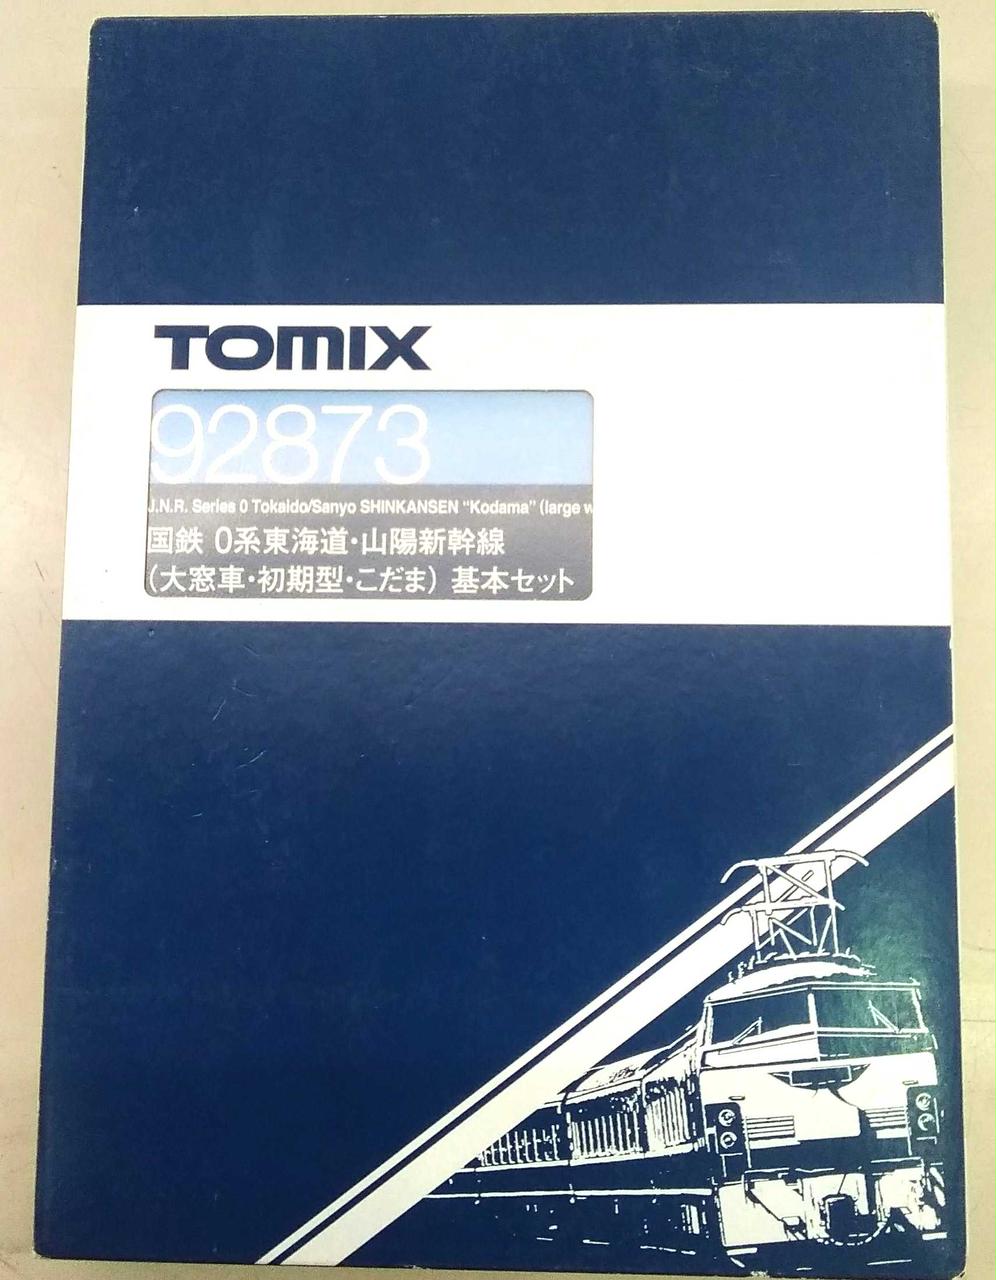 TOMIX
92873
J.N.R. Series 0 Tokaido/Sanyo SHINKANSEN "Kodama" (large w
国鉄 0系東海道・山陽新幹線
(大窓車・初期型・こだま) 基本セット